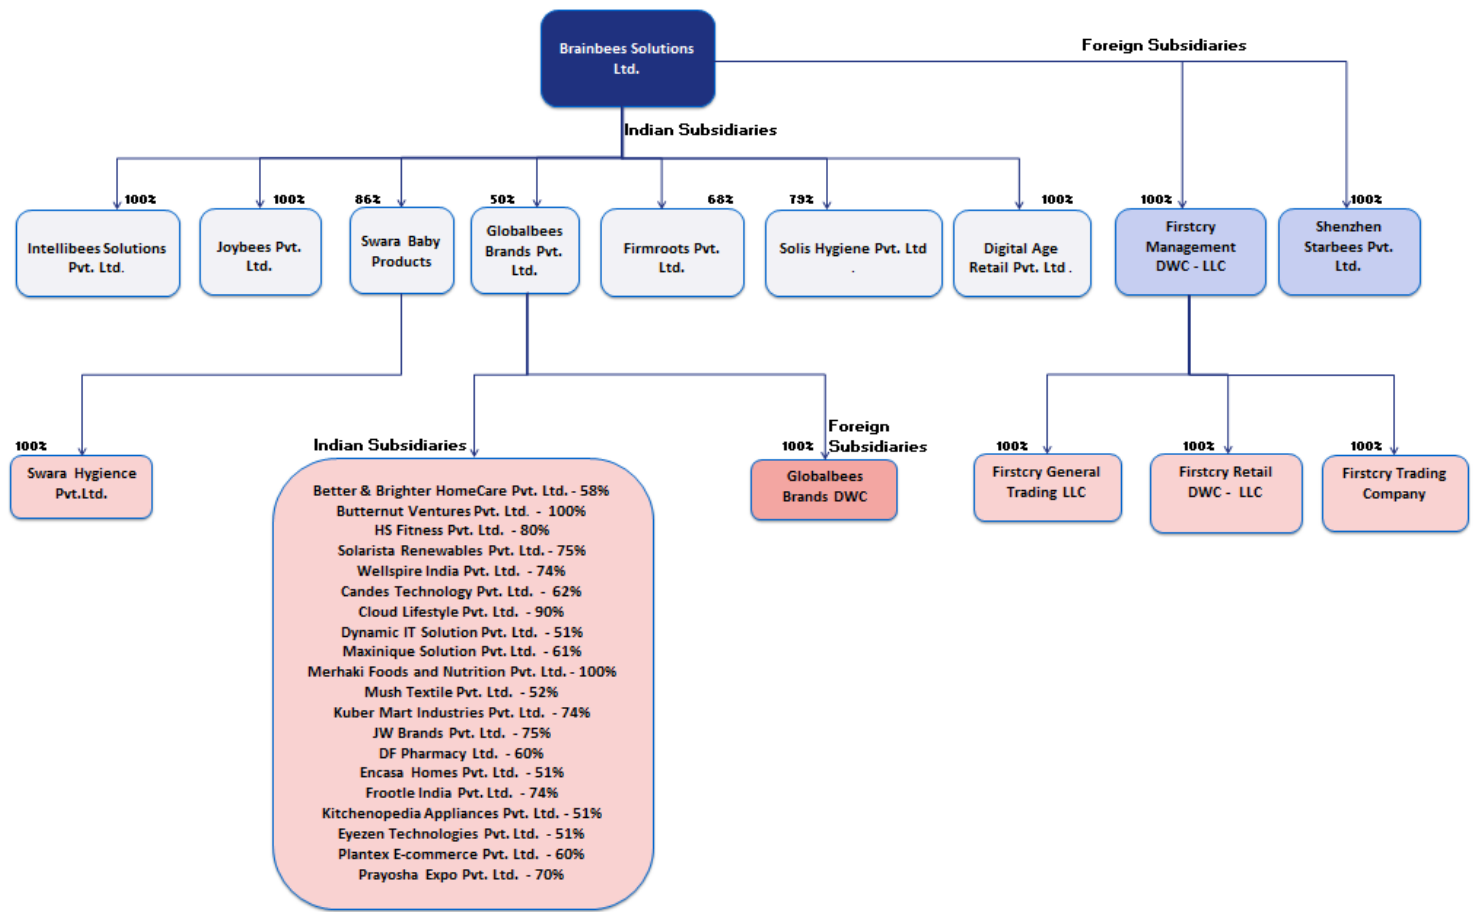 Brainbees Solutions
Ltd.
Foreign Subsidiaries
Indian Subsidiaries
100%
100%
86%
50%
68%
79%
100%
100%
100%
Intellibees Solutions
Pvt. Ltd.
Joybees Pvt.
Ltd.
Swara Baby
Products
Globalbees
Brands Pvt.
Ltd.
Firmroots Pvt.
Ltd.
Solis Hygiene Pvt. Ltd
.
Digital Age
Retail Pvt. Ltd .
Firstcry
Management
DWC - LLC
Shenzhen
Starbees Pvt.
Ltd.
100%
Swara Hygience
Pvt.Ltd.
Indian Subsidiaries
Better & Brighter HomeCare Pvt. Ltd. - 58%
Butternut Ventures Pvt. Ltd. - 100%
HS Fitness Pvt. Ltd. - 80%
Solarista Renewables Pvt. Ltd. - 75%
Wellspire India Pvt. Ltd. - 74%
Candes Technology Pvt. Ltd. - 62%
Cloud Lifestyle Pvt. Ltd. - 90%
Dynamic IT Solution Pvt. Ltd. - 51%
Maxinique Solution Pvt. Ltd. - 61%
Merhaki Foods and Nutrition Pvt. Ltd. - 100%
Mush Textile Pvt. Ltd. - 52%
Kuber Mart Industries Pvt. Ltd. - 74%
JW Brands Pvt. Ltd. - 75%
DF Pharmacy Ltd. - 60%
Encasa Homes Pvt. Ltd. - 51%
Frootle India Pvt. Ltd. - 74%
Kitchenopedia Appliances Pvt. Ltd. - 51%
Eyezen Technologies Pvt. Ltd. - 51%
Plantex E-commerce Pvt. Ltd. - 60%
Prayosha Expo Pvt. Ltd. - 70%
Foreign
Subsidiaries
100%
Globalbees
Brands DWC
100%
Firstcry General
Trading LLC
100%
Firstcry Retail
DWC - LLC
100%
Firstcry Trading
Company